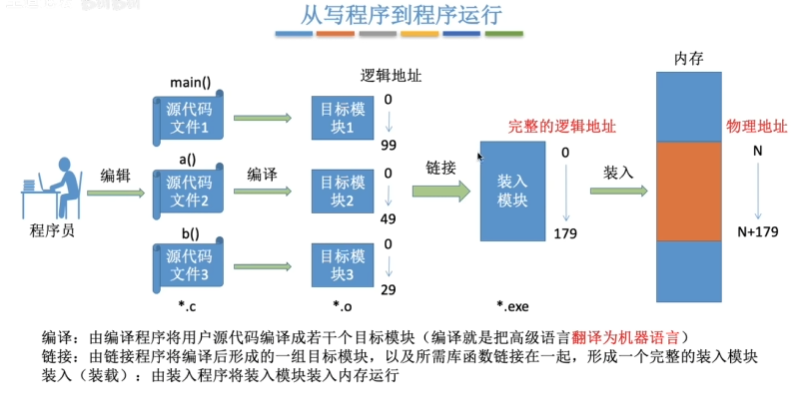 从写程序到程序运行
内存
main()
逻辑地址
源代码
文件1
目标模
块1
0
99
完整的逻辑地址
物理地址
程序员
编辑
a()
源代码
文件2
编译
目标模
块2
0
49
链接
装入
模块
0
179
装入
N
N+179
b()
源代码
文件3
目标模
块3
0
29
*.c
*.o
*.exe
编译：由编译程序将用户源代码编译成若干个目标模块（编译就是把高级语言翻译为机器语言）
链接：由链接程序将编译后形成的一组目标模块，以及所需库函数链接在一起，形成一个完整的装入模块
装入（装载）：由装入程序将装入模块装入内存运行